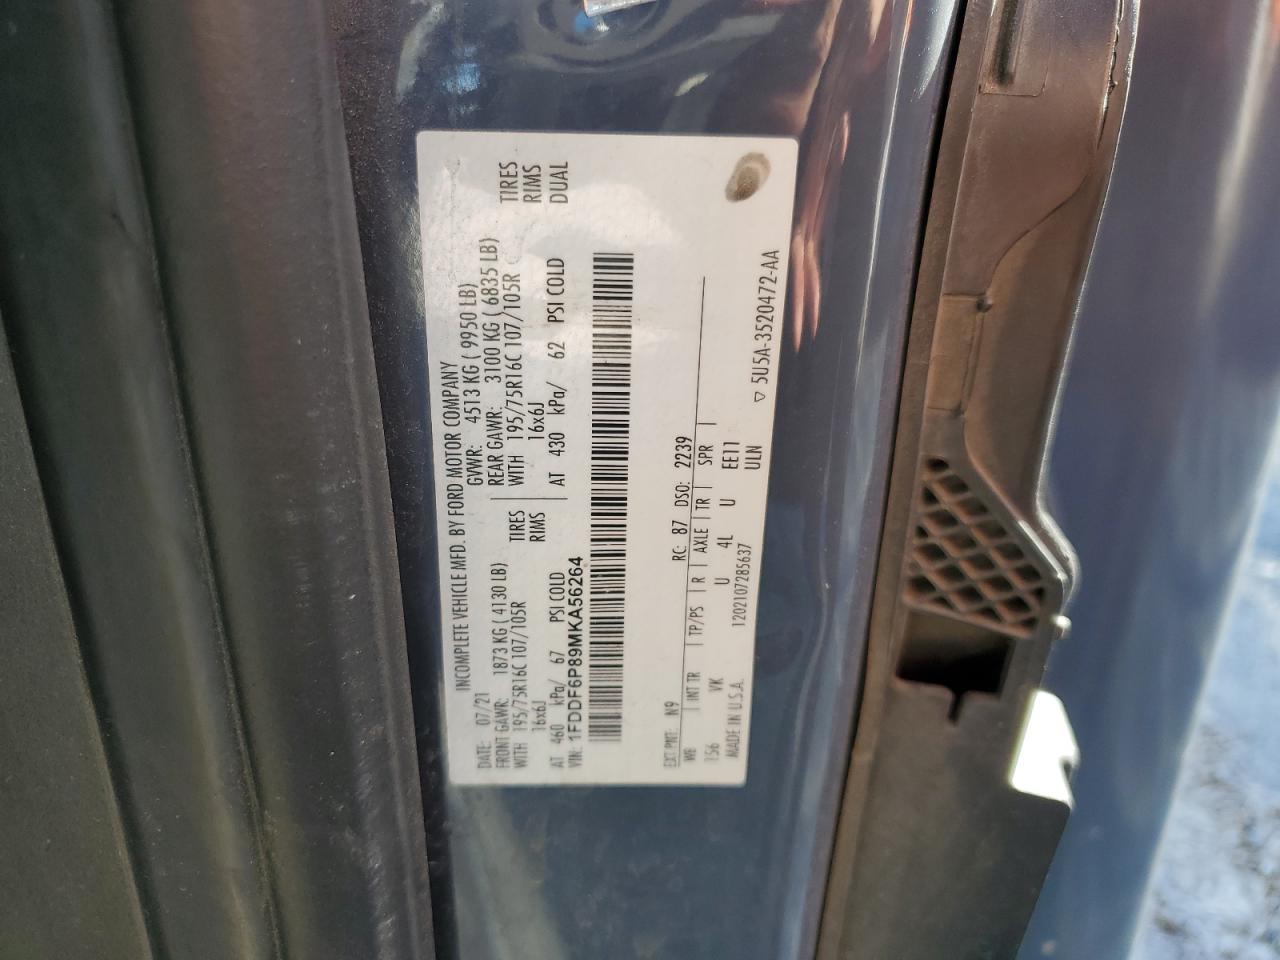 INCOMPLETE VEHICLE MFD. BY FORD MOTOR COMPANY
DATE: 07/21 GVWR: 4513 KG ( 9950 LB)
FRONT GAWR: 1873 KG ( 4130 LB) REAR GAWR: 3100 KG ( 6835 LB)
WITH 195/75R16C 107/105R TIRES WITH 195/75R16C 107/105R TIRES
16x6J RIMS 16x6J RIMS
AT 460 kPa/ 67 PSI COLD AT 430 kPa/ 62 PSI COLD DUAL
VIN: 1FDDF6P89MKA56264
EXT PNT: N9 RC: 87 DSO: 2239
WB INT TR TP/PS R AXLE TR SPR
156 VK U 4L U EE11
MADE IN U.S.A. 1202107285637 ULN
▽ 5U5A-3520472-AA